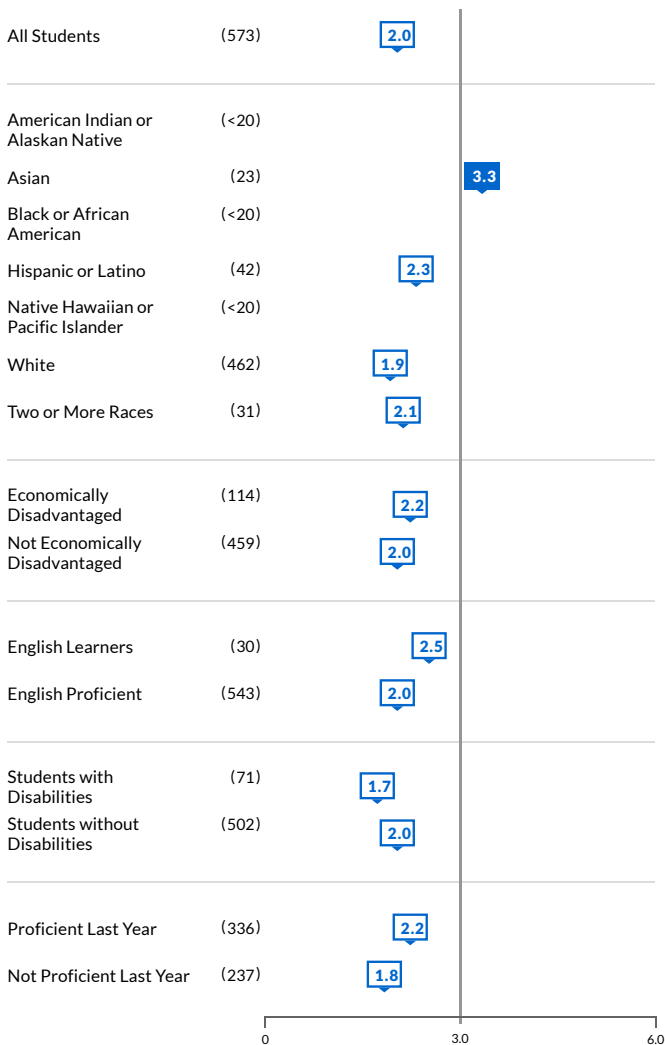 All Students (573) 2.0
American Indian or (<20)
Alaskan Native
Asian (23) 3.3
Black or African (<20)
American
Hispanic or Latino (42) 2.3
Native Hawaiian or (<20)
Pacific Islander
White (462) 1.9
Two or More Races (31) 2.1
Economically (114) 2.2
Disadvantaged
Not Economically (459) 2.0
Disadvantaged
English Learners (30) 2.5
English Proficient (543) 2.0
Students with (71) 1.7
Disabilities
Students without (502) 2.0
Disabilities
Proficient Last Year (336) 2.2
Not Proficient Last Year (237) 1.8
0 3.0 6.0